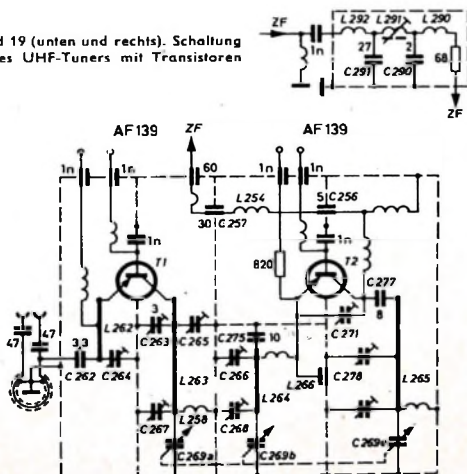 d 19 (unten und rechts). Schaltung
es UHF-Tuners mit Transistoren
ZF
L292
L291
L290
1n
27
2
68
C291
C290
ZF
AF139
ZF
AF139
1n
1n
60
1n
1n
L254
5
C256
30
C257
1n
1n
T1
820
T2
C277
3
8
L262
C263
C265
C275
10
C271
47
47
3,3
C262
C264
L263
C266
L264
L266
C278
L265
C267
L258
C268
C269a
C269b
C269c